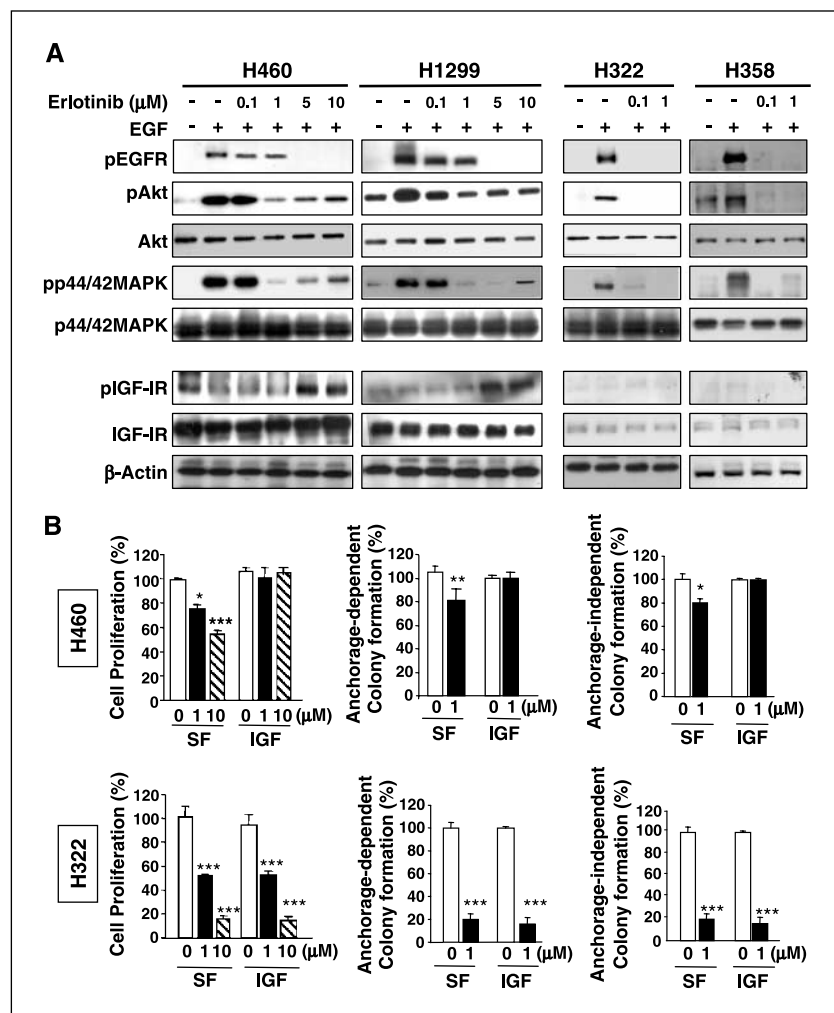 A
H460 H1299 H322 H358
Erlotinib (μM) - - 0.1 1 5 10 - - 0.1 1 5 10 - - 0.1 1 - - 0.1 1
EGF - + + + + + - + + + + + - + + + - + + +
pEGFR
pAkt
Akt
pp44/42MAPK
p44/42MAPK
pIGF-IR
IGF-IR
β-Actin
B
H460
Cell Proliferation (%)
120
100
80
60
40
20
0
* ***
0 1 10 0 1 10 (μM)
SF IGF
Anchorage-dependent
Colony formation (%)
120
100
80
60
40
20
0
**
0 1 0 1 (μM)
SF IGF
Anchorage-independent
Colony formation (%)
120
100
80
60
40
20
0
*
0 1 0 1 (μM)
SF IGF
H322
Cell Proliferation (%)
120
100
80
60
40
20
0
*** *** *** ***
0 1 10 0 1 10 (μM)
SF IGF
Anchorage-dependent
Colony formation (%)
120
100
80
60
40
20
0
*** ***
0 1 0 1 (μM)
SF IGF
Anchorage-independent
Colony formation (%)
120
100
80
60
40
20
0
*** ***
0 1 0 1 (μM)
SF IGF